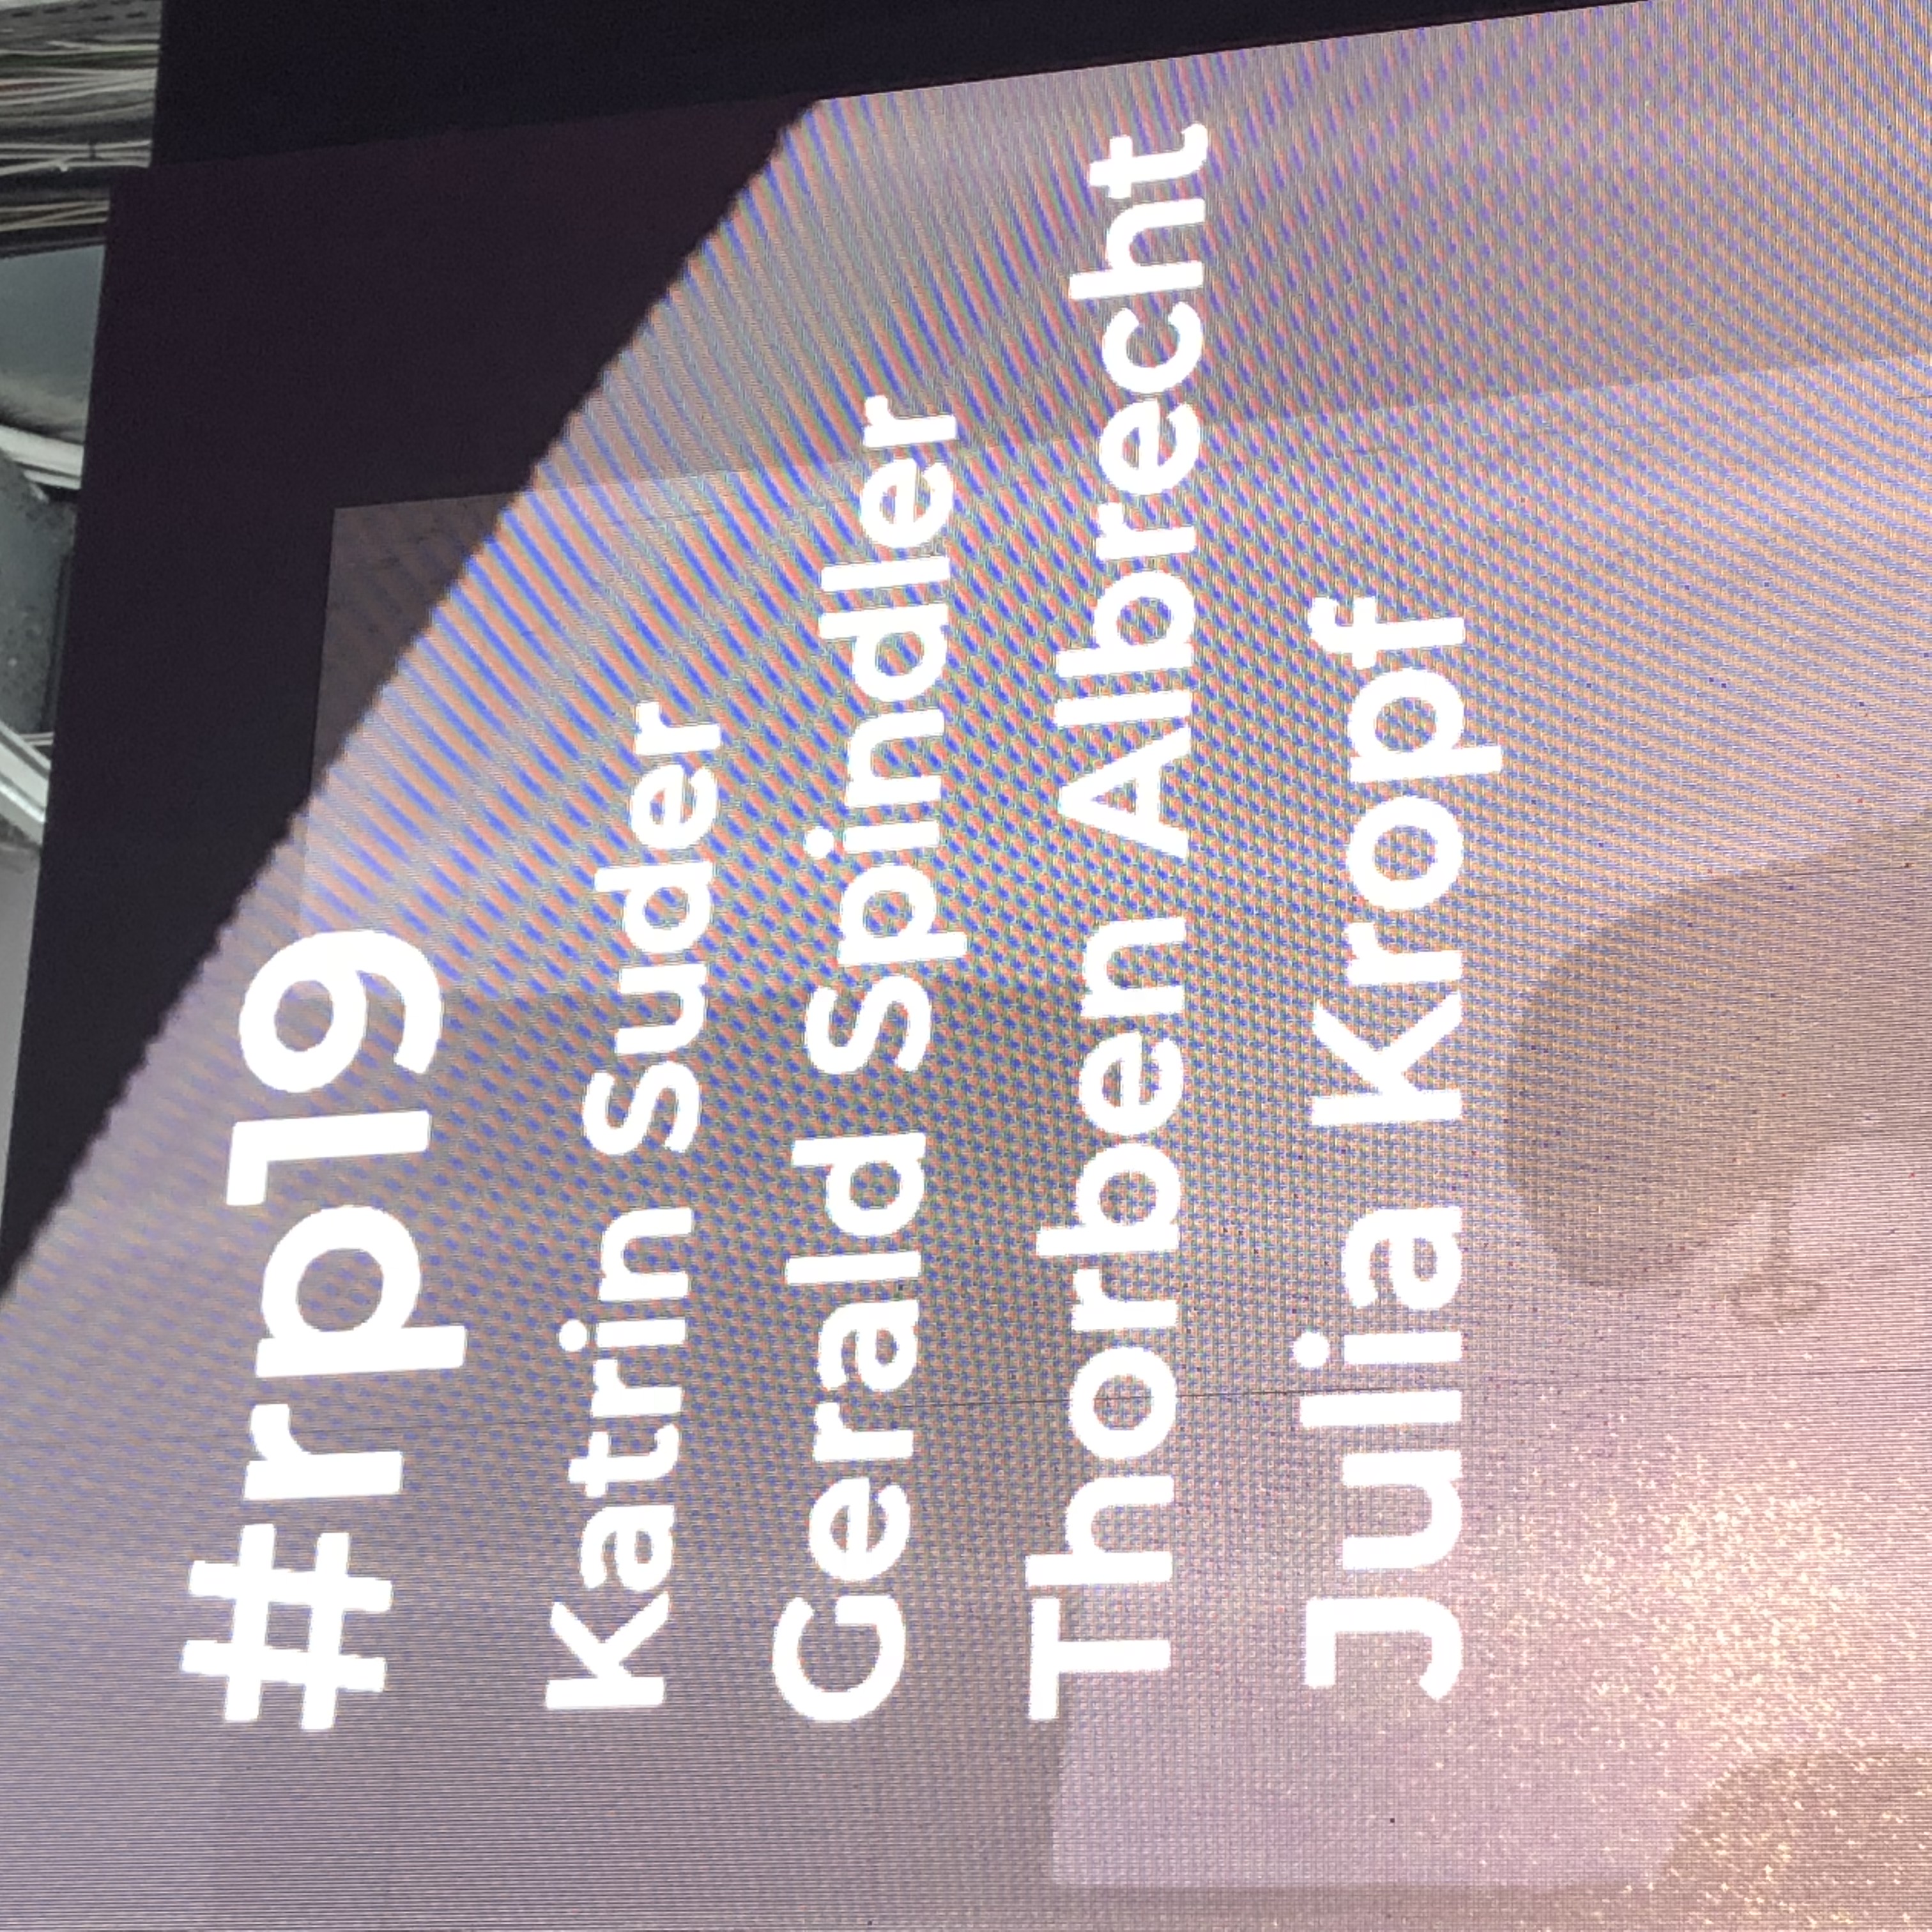 #rp19
Katrin Suder
Gerald Spindler
Thorben Albrecht
Julia Kropf